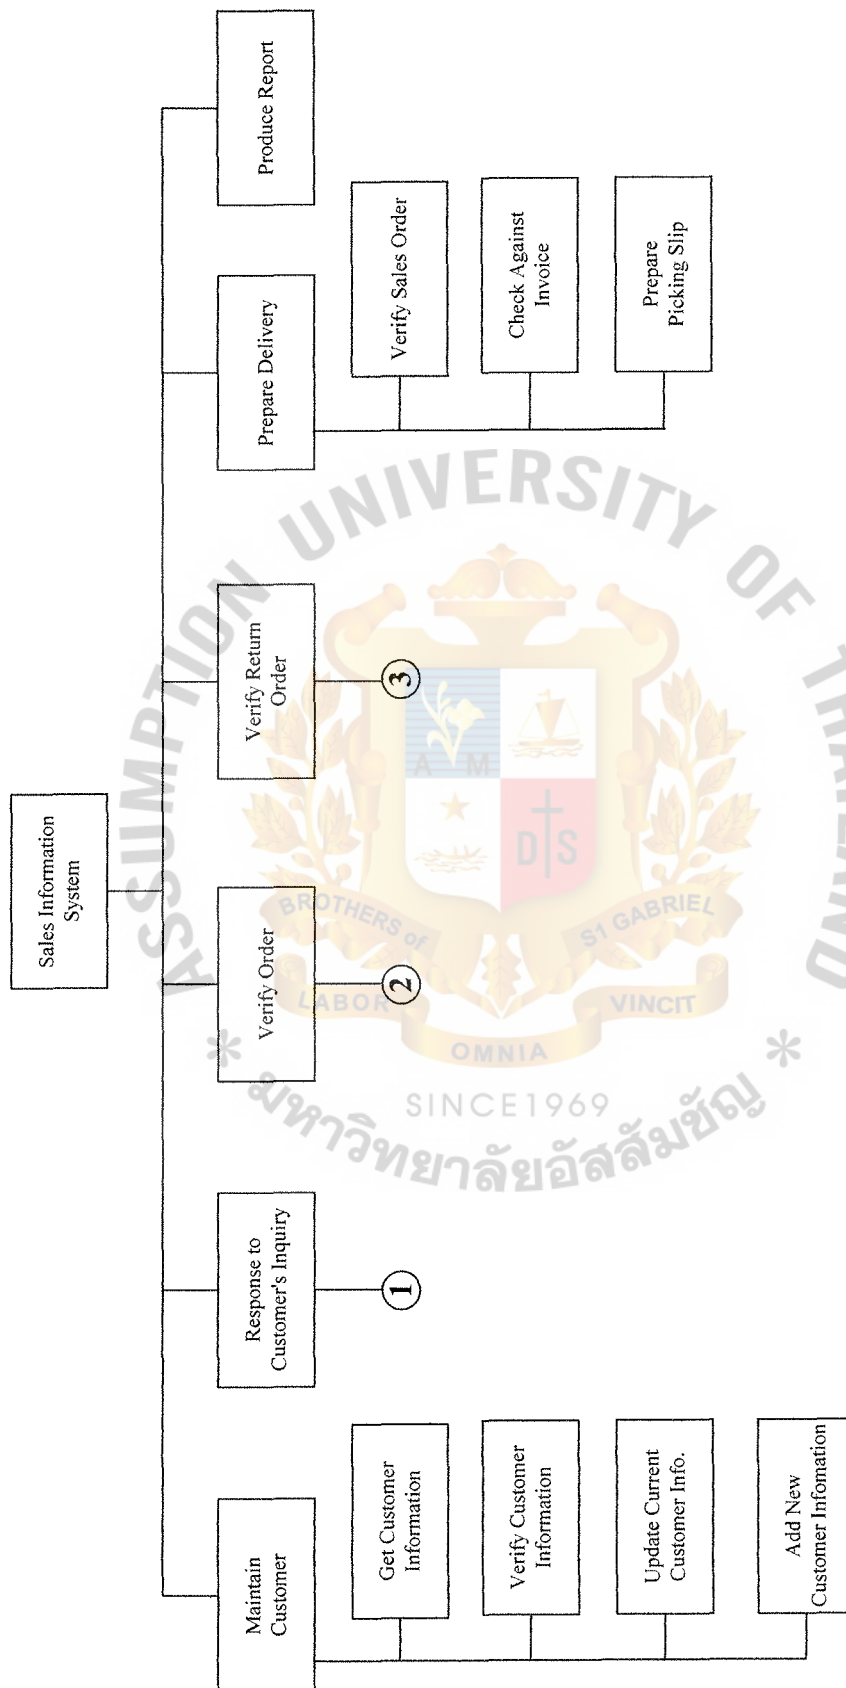 Sales Information
System
Maintain
Customer
Response to
Customer's Inquiry
Verify Order
Verify Return
Order
Prepare Delivery
Produce Report
Get Customer
Information
Verify Customer
Information
Update Current
Customer Info.
Add New
Customer Infomation
1
2
3
Verify Sales Order
Check Against
Invoice
Prepare
Picking Slip
ASSUMPTION UNIVERSITY OF THAILAND
A M
D S
BROTHERS of
S1 GABRIEL
LABOR
OMNIA
VINCIT
SINCE1969
* มหาวิทยาลัยอัสสัมชัญ *